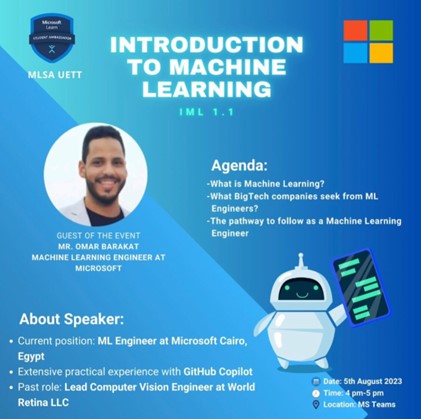 Microsoft
Learn
STUDENT AMBASSADOR
MLSA UETT
INTRODUCTION
TO MACHINE
LEARNING
IML 1.1
GUEST OF THE EVENT
MR. OMAR BARAKAT
MACHINE LEARNING ENGINEER AT
MICROSOFT
Agenda:
-What is Machine Learning?
-What BigTech companies seek from ML
Engineers?
-The pathway to follow as a Machine Learning
Engineer
About Speaker:
• Current position: ML Engineer at Microsoft Cairo,
Egypt
• Extensive practical experience with GitHub Copilot
• Past role: Lead Computer Vision Engineer at World
Retina LLC
Date: 5th August 2023
Time: 4 pm-5 pm
Location: MS Teams